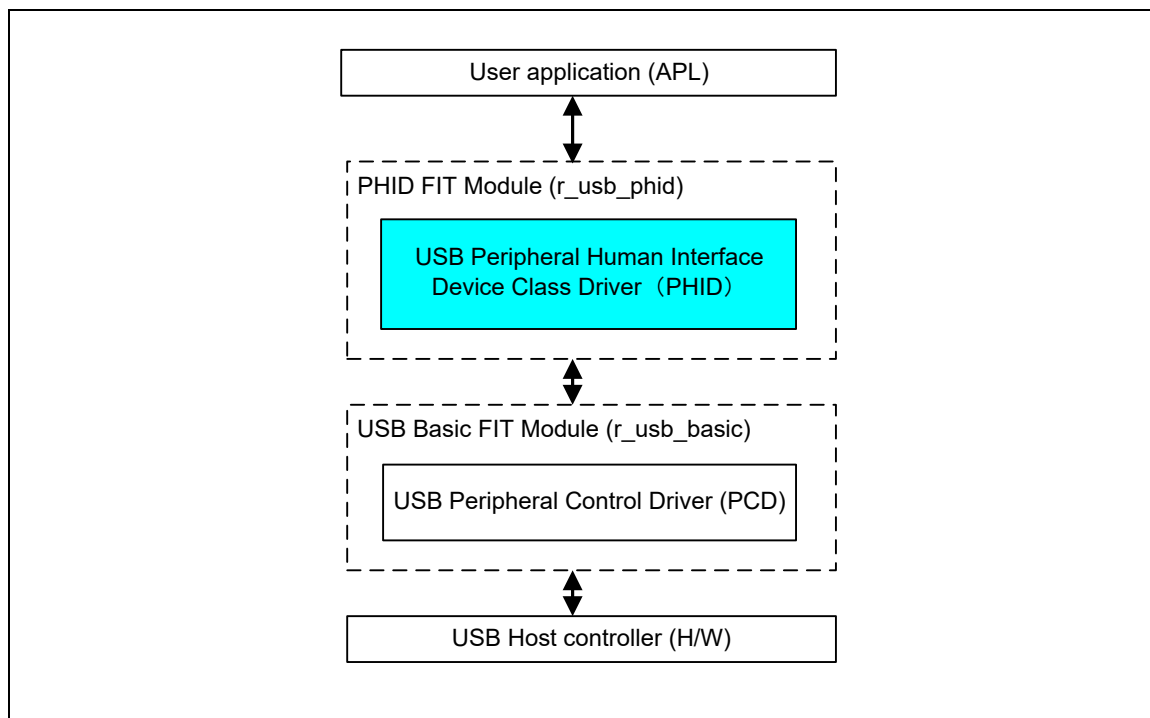 User application (APL)
PHID FIT Module (r_usb_phid)
USB Peripheral Human Interface
Device Class Driver（PHID）
USB Basic FIT Module (r_usb_basic)
USB Peripheral Control Driver (PCD)
USB Host controller (H/W)